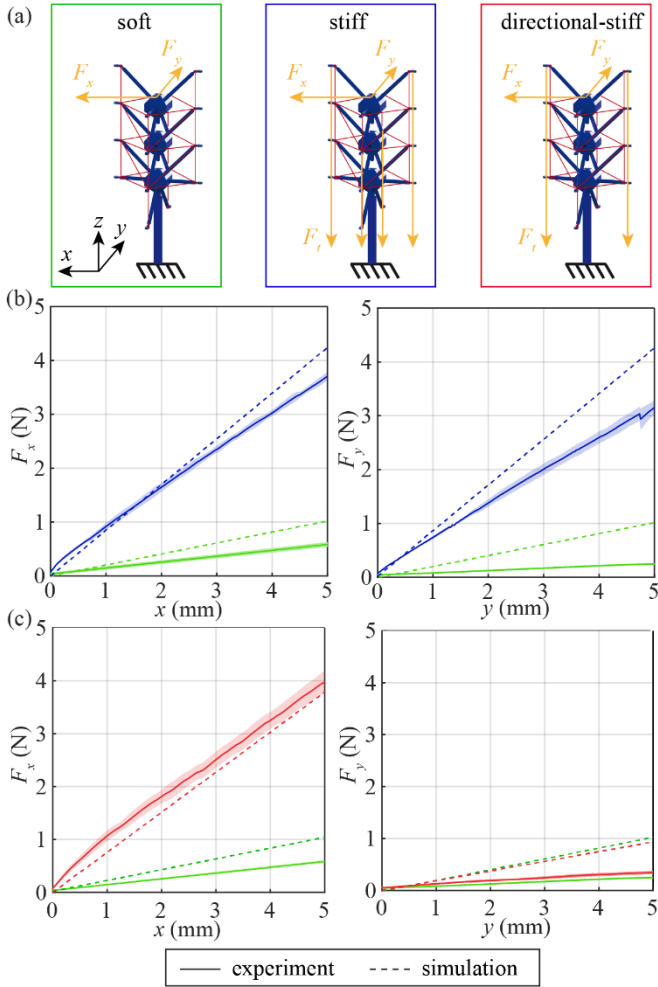 (a)
soft
stiff
directional-stiff
F_x
F_y
F_x
F_y
F_x
F_y
z
y
x
F_t
F_t
(b)
5
4
3
2
1
0
F_x (N)
0 1 2 3 4 5
x (mm)
5
4
3
2
1
0
F_y (N)
0 1 2 3 4 5
y (mm)
(c)
5
4
3
2
1
0
F_x (N)
0 1 2 3 4 5
x (mm)
5
4
3
2
1
0
F_y (N)
0 1 2 3 4 5
y (mm)
experiment
simulation